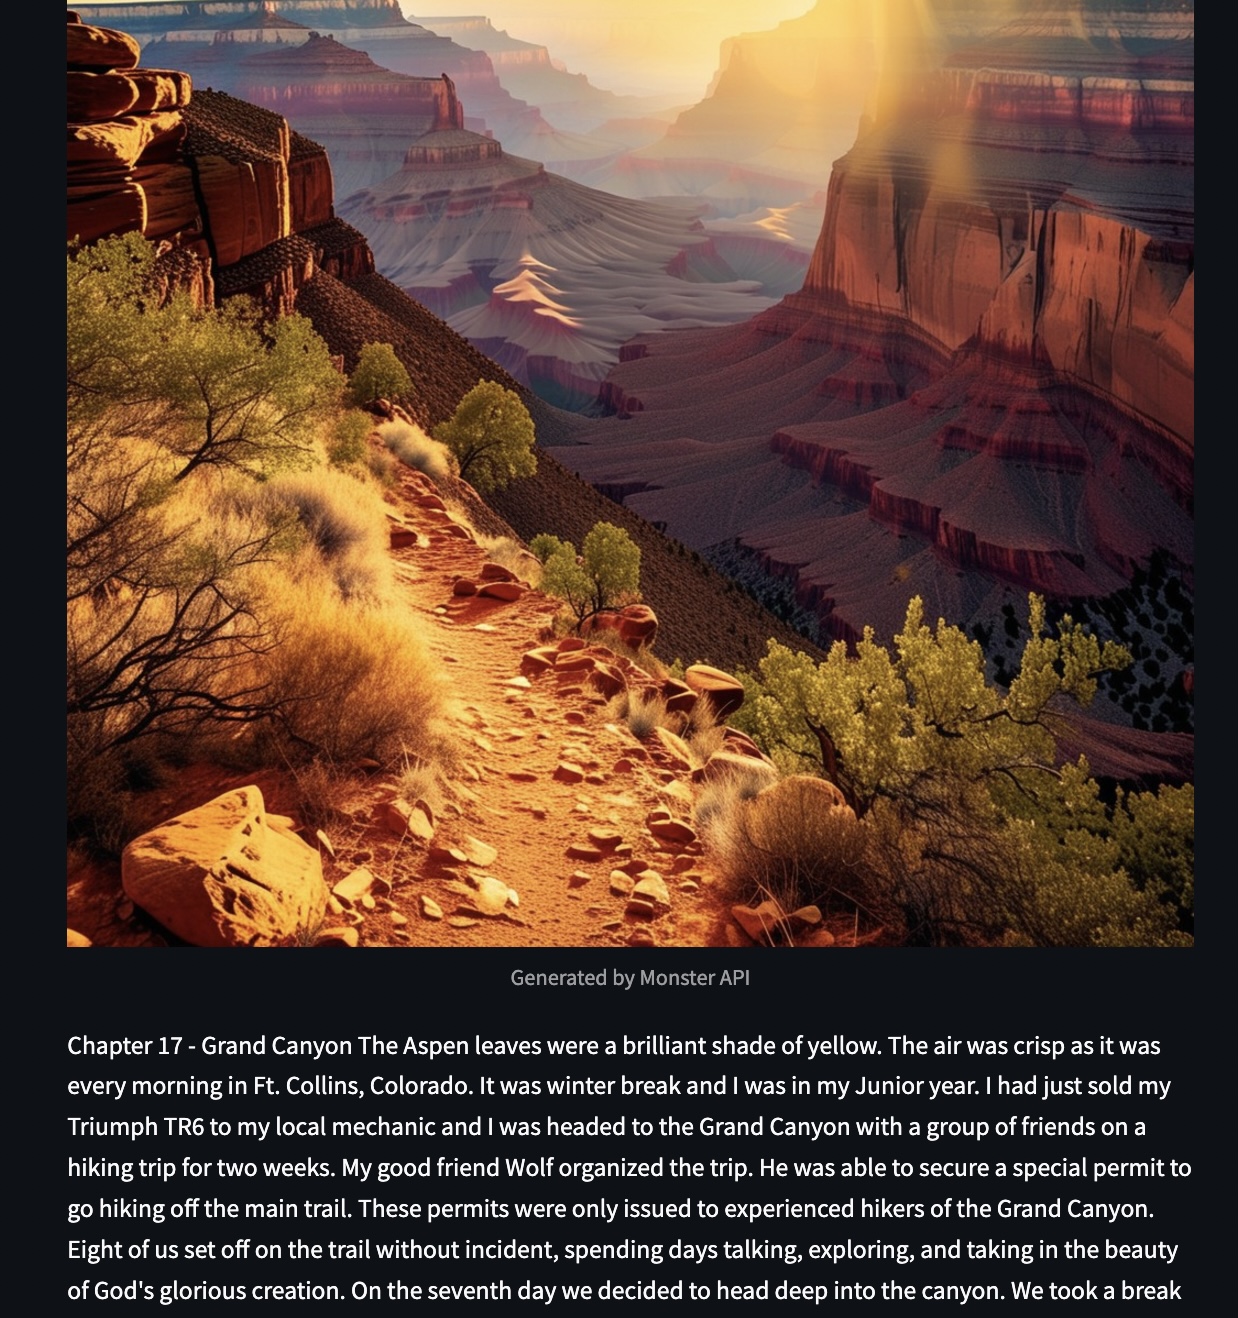 Generated by Monster API
Chapter 17 - Grand Canyon The Aspen leaves were a brilliant shade of yellow. The air was crisp as it was
every morning in Ft. Collins, Colorado. It was winter break and I was in my Junior year. I had just sold my
Triumph TR6 to my local mechanic and I was headed to the Grand Canyon with a group of friends on a
hiking trip for two weeks. My good friend Wolf organized the trip. He was able to secure a special permit to
go hiking off the main trail. These permits were only issued to experienced hikers of the Grand Canyon.
Eight of us set off on the trail without incident, spending days talking, exploring, and taking in the beauty
of God's glorious creation. On the seventh day we decided to head deep into the canyon. We took a break